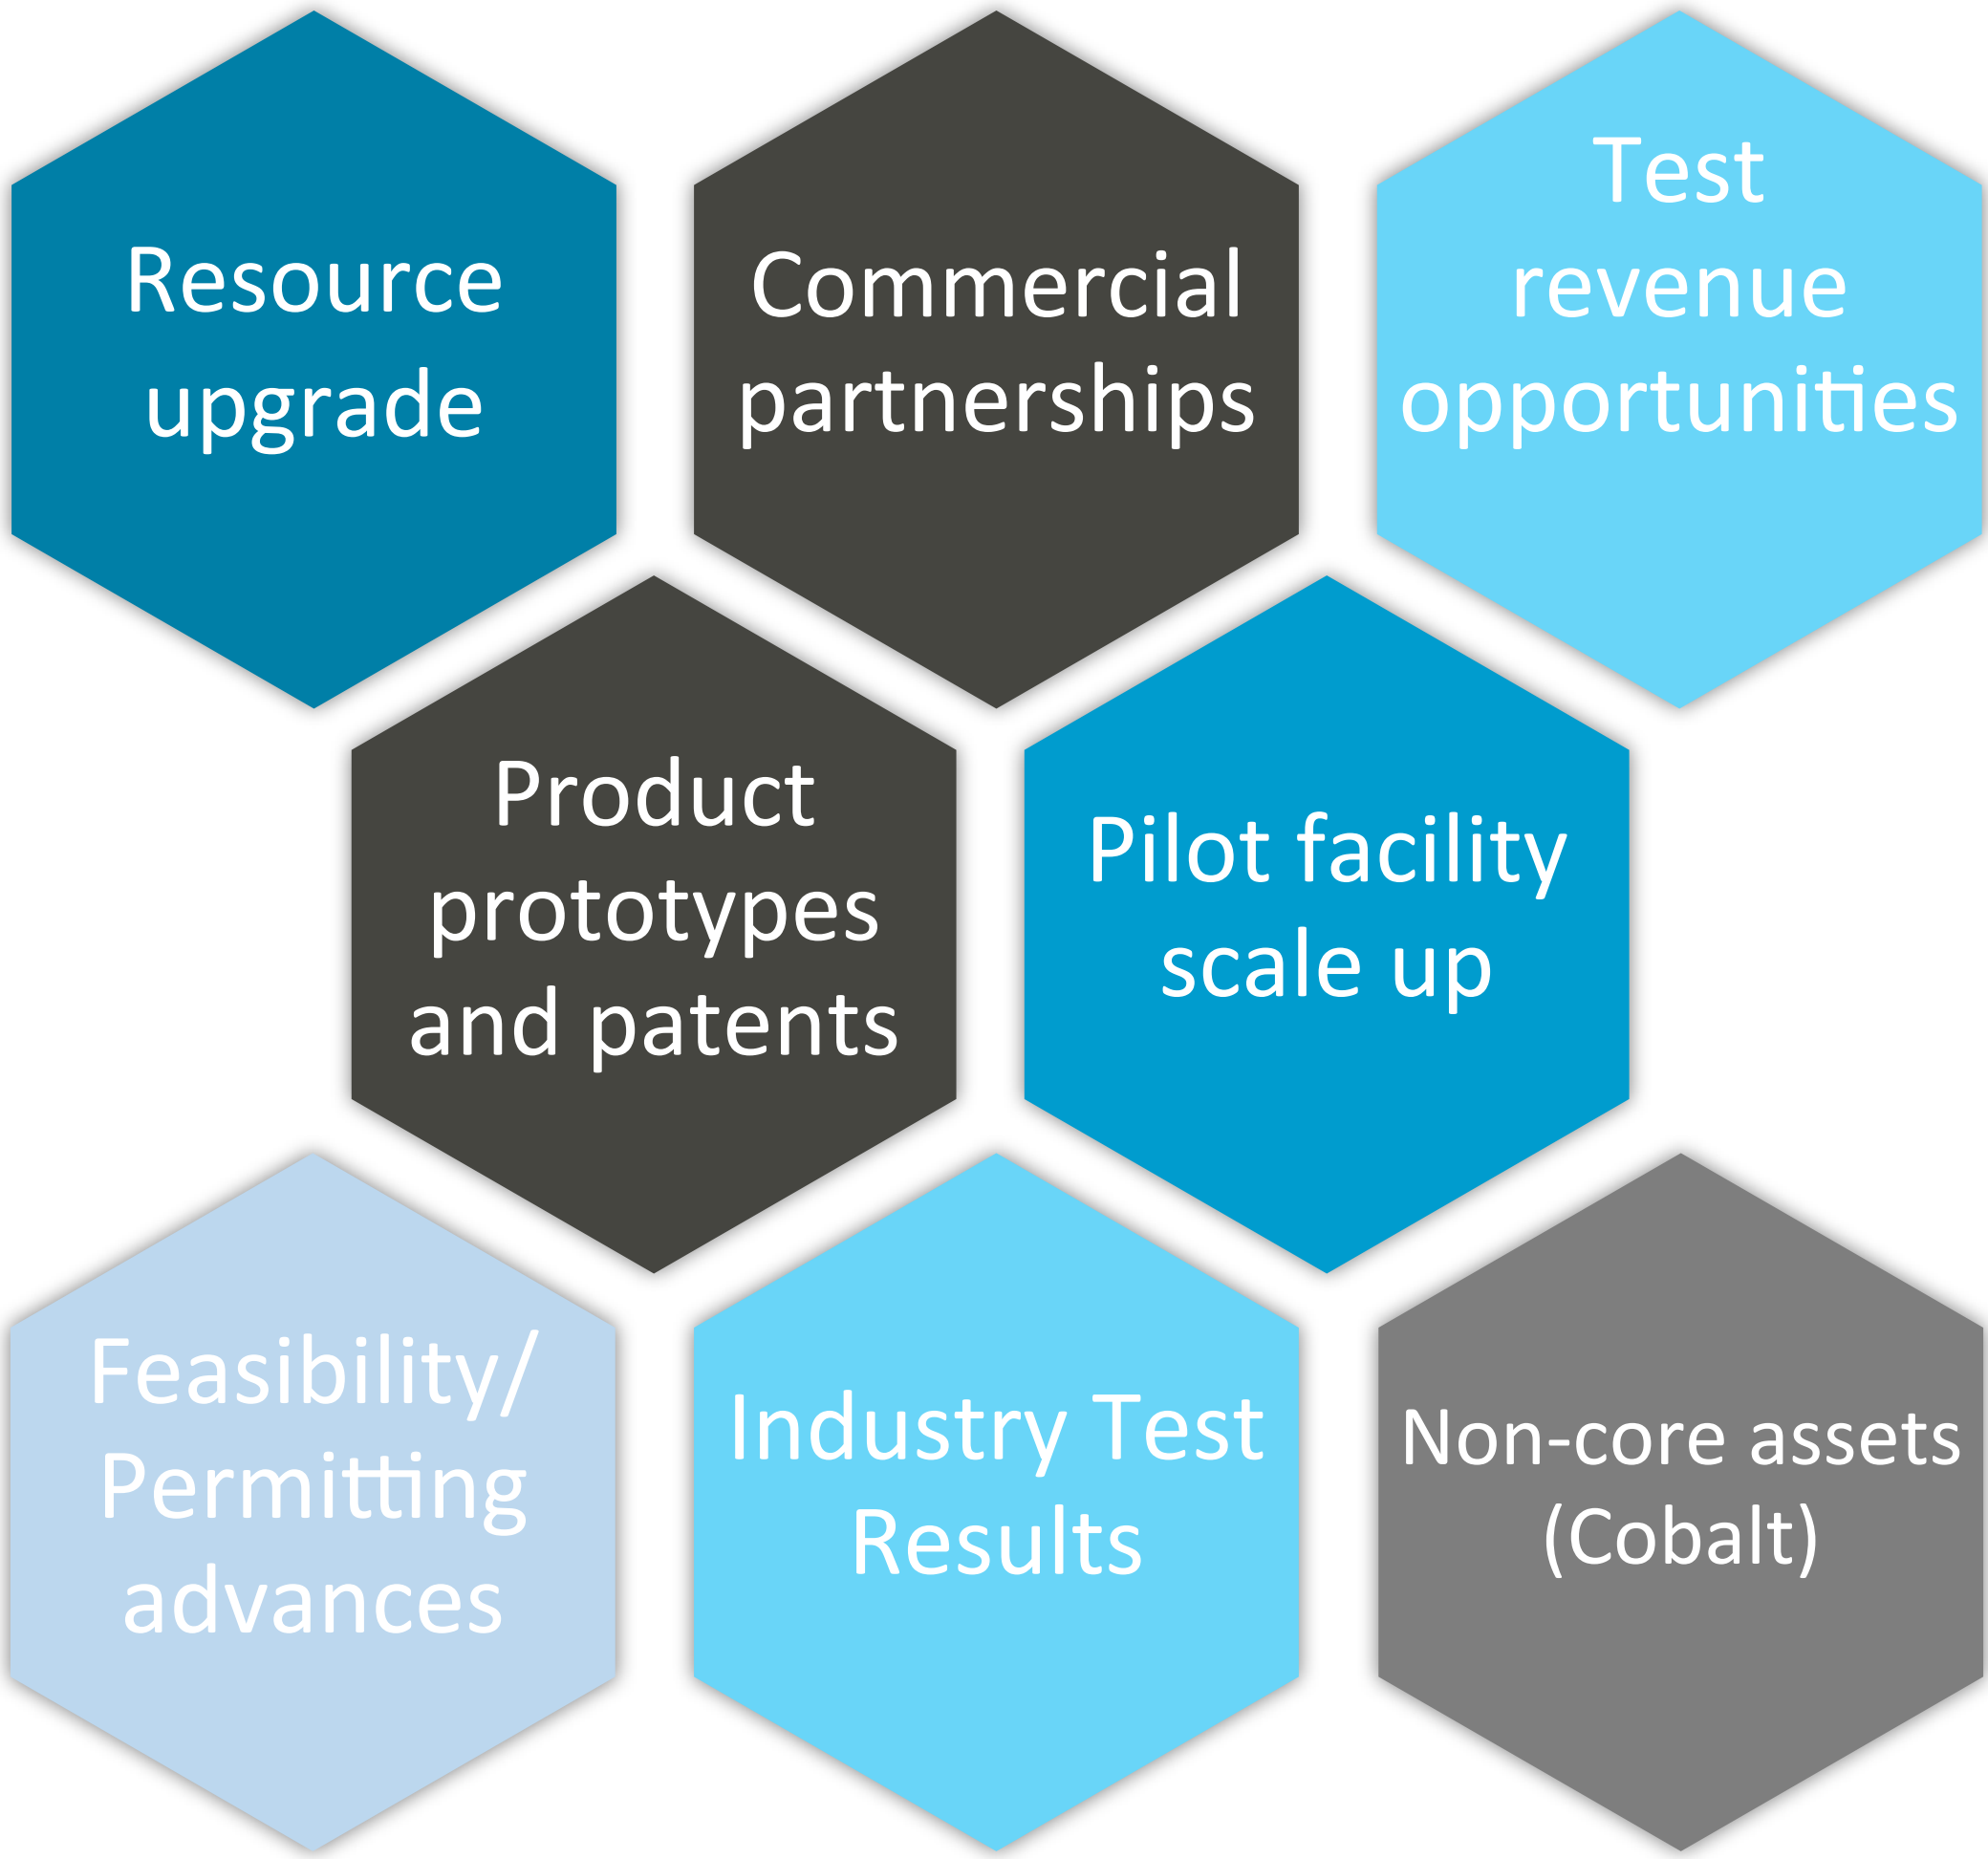 Resource
upgrade
Commercial
partnerships
Test
revenue
opportunities
Product
prototypes
and patents
Pilot facility
scale up
Feasibility/
Permitting
advances
Industry Test
Results
Non-core assets
(Cobalt)